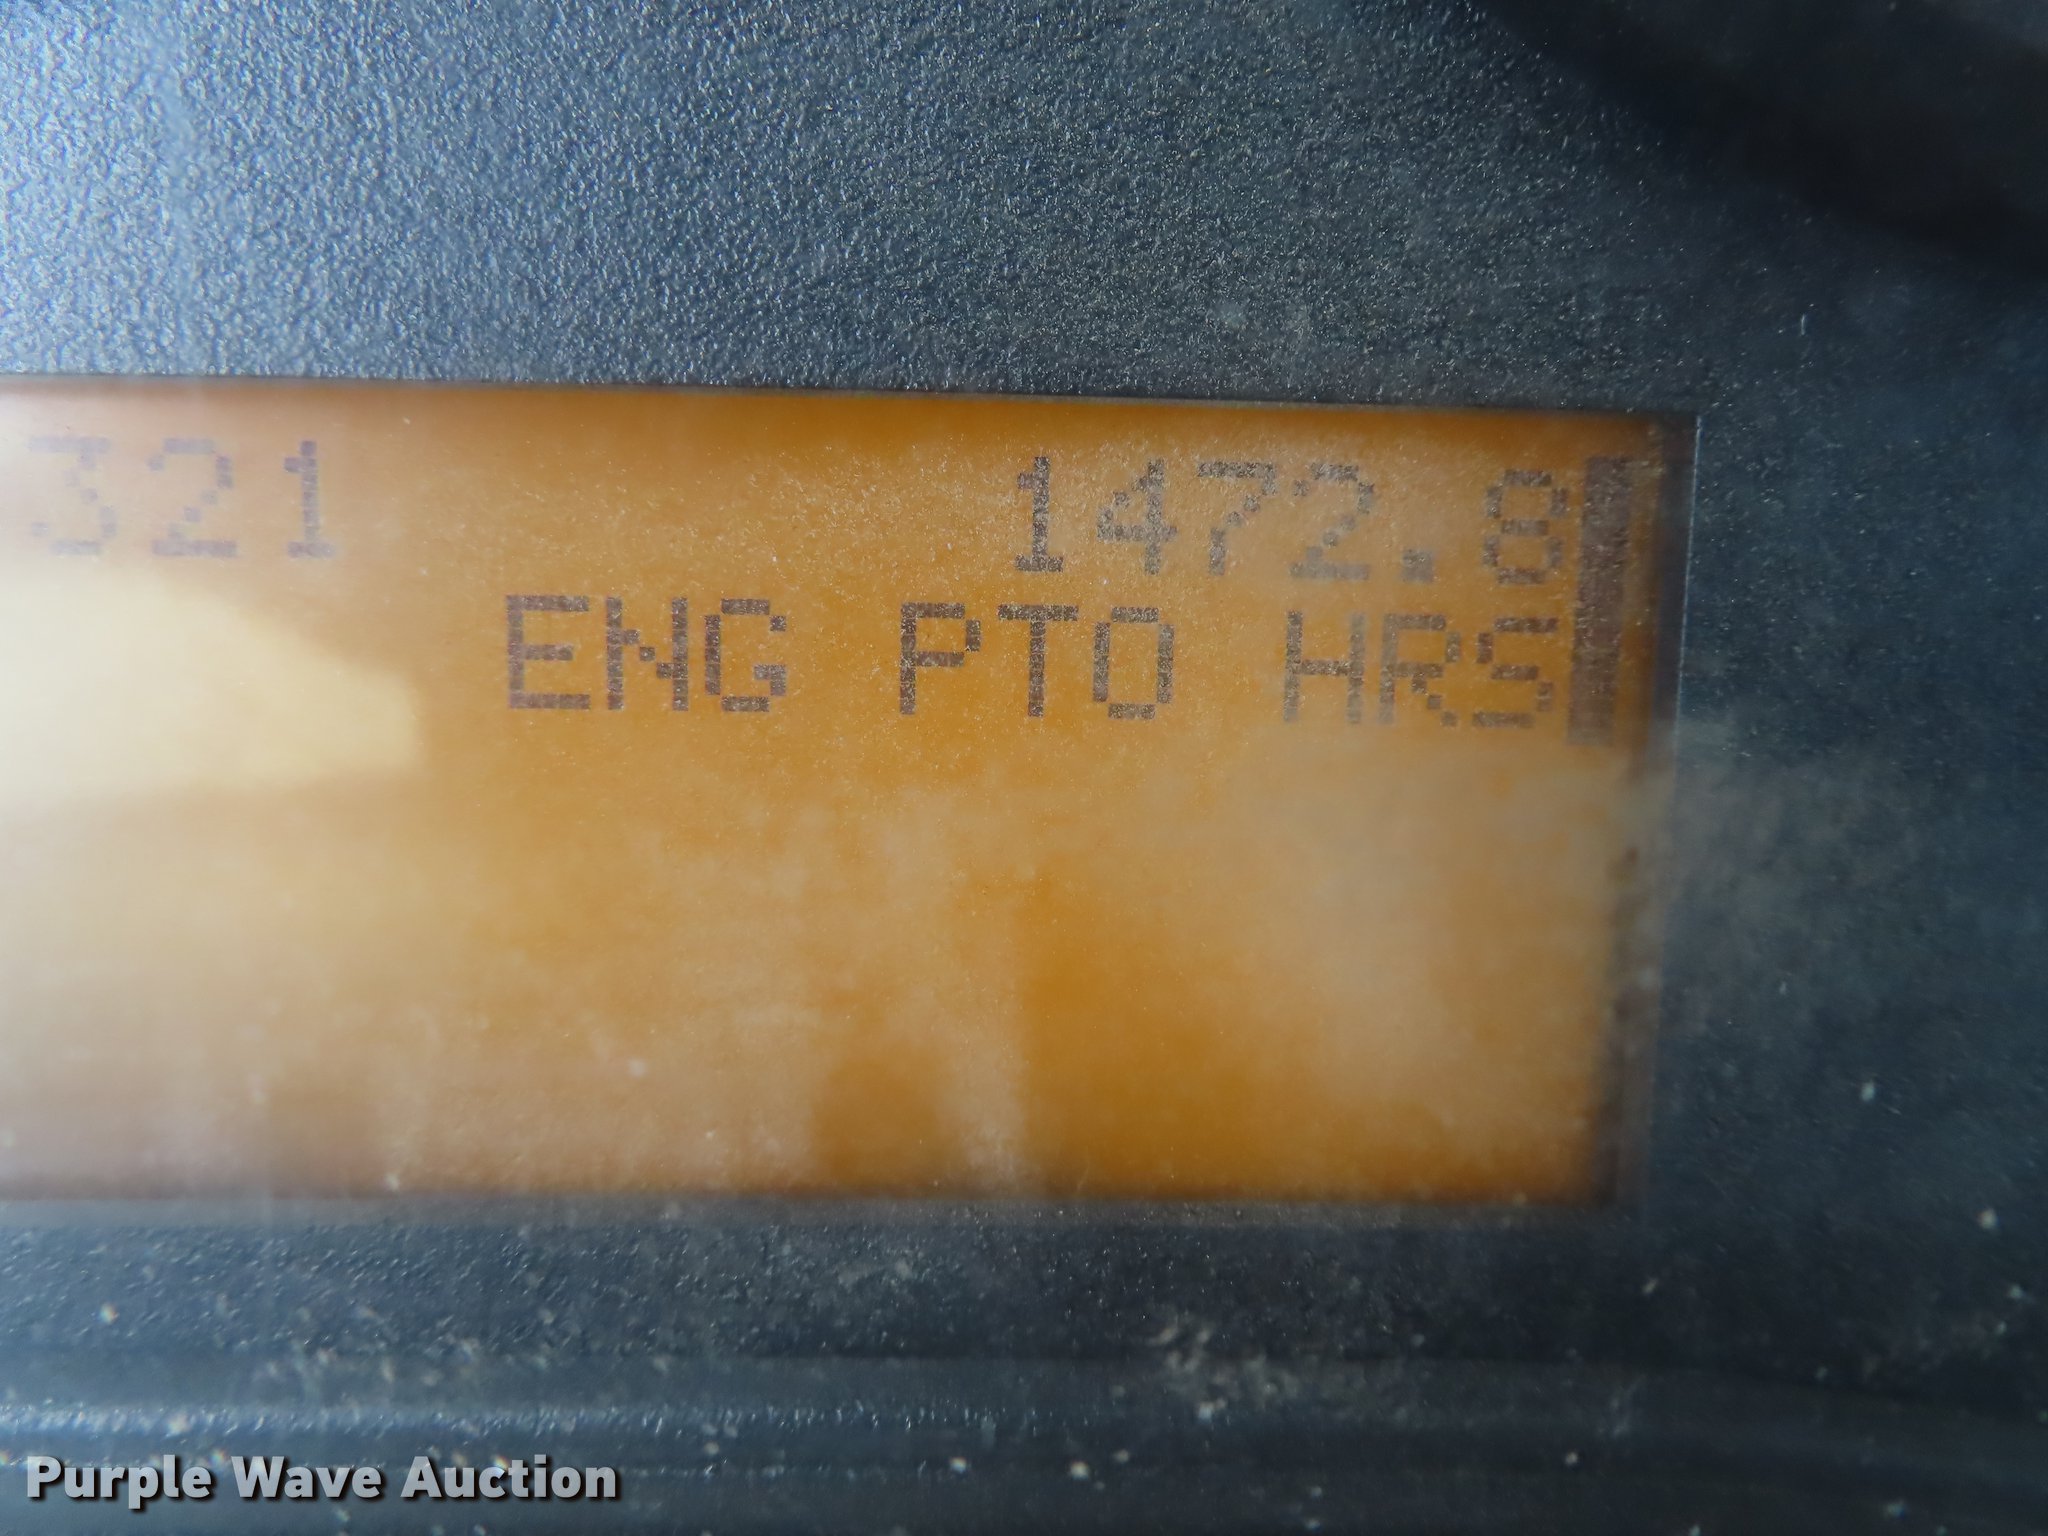 321 1472.8
ENG PTO HRS
Purple Wave Auction